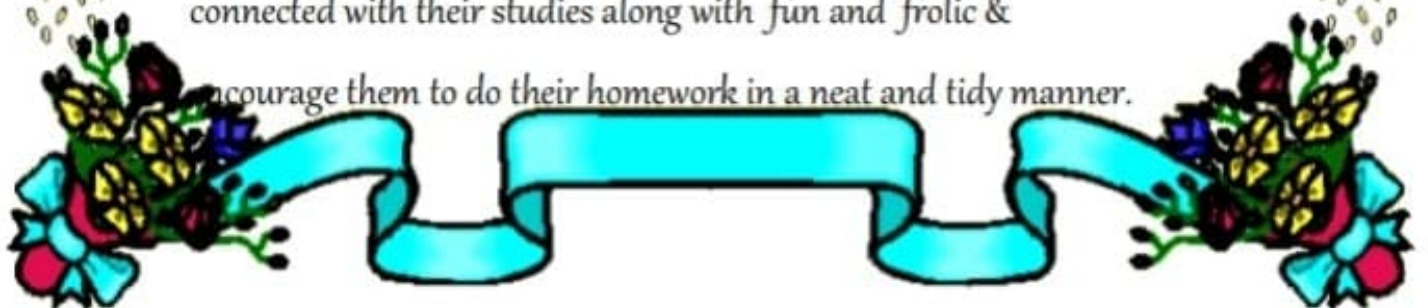 connected with their studies along with fun and frolic &
encourage them to do their homework in a neat and tidy manner.